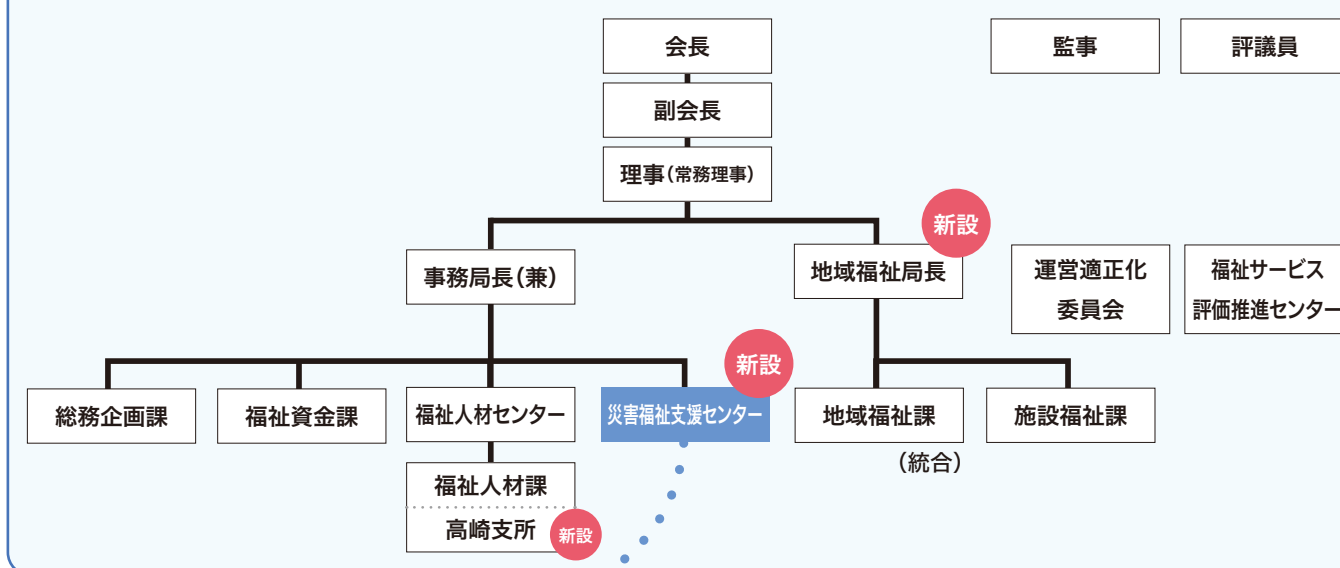 会長
監事
評議員
副会長
理事(常務理事)
新設
事務局長(兼)
地域福祉局長
運営適正化
委員会
福祉サービス
評価推進センター
新設
総務企画課
福祉資金課
福祉人材センター
災害福祉支援センター
地域福祉課
施設福祉課
(統合)
福祉人材課
高崎支所
新設